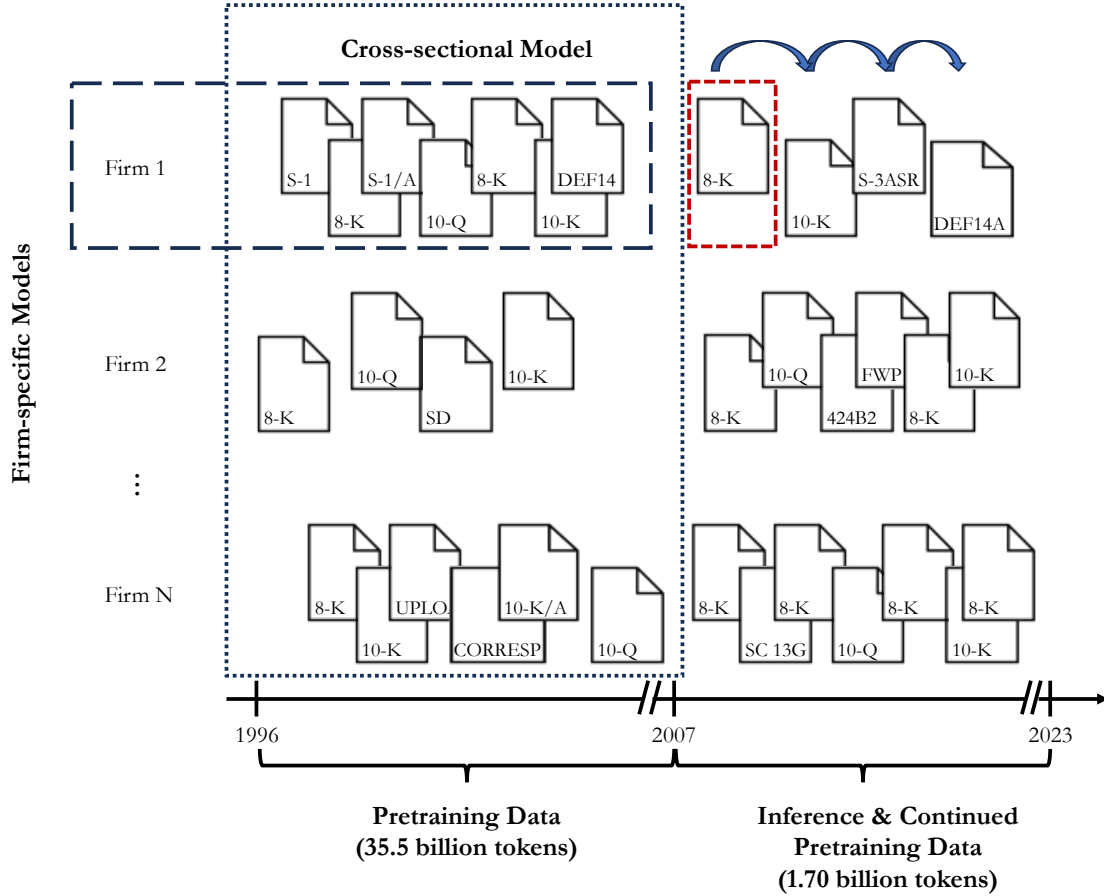 Cross-sectional Model
Firm-specific Models
Firm 1
S-1
S-1/A
8-K
DEF14
8-K
10-Q
10-K
8-K
S-3ASR
10-K
DEF14A
Firm 2
10-Q
10-K
8-K
SD
10-Q
FWP
10-K
8-K
424B2
8-K
⋮
Firm N
8-K
UPLO
10-K/A
10-K
CORRESP
10-Q
8-K
8-K
8-K
8-K
SC 13G
10-Q
10-K
1996
2007
2023
Pretraining Data
(35.5 billion tokens)
Inference & Continued
Pretraining Data
(1.70 billion tokens)